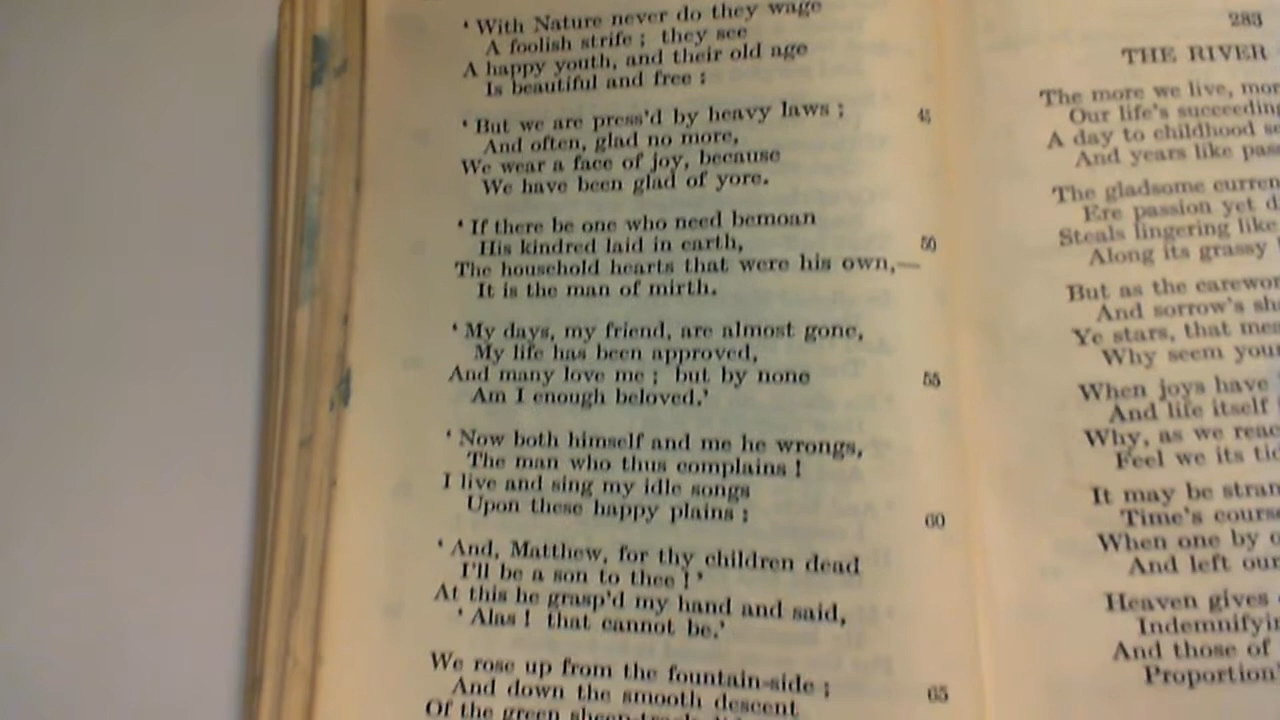 ‘ With Nature never do they wage
A foolish strife ; they see
A happy youth, and their old age
Is beautiful and free :
‘ But we are press'd by heavy laws ; 45
And often, glad no more,
We wear a face of joy, because
We have been glad of yore.
‘ If there be one who need bemoan
His kindred laid in earth, 50
The household hearts that were his own,—
It is the man of mirth.
‘ My days, my friend, are almost gone,
My life has been approved,
And many love me ; but by none 55
Am I enough beloved.’
‘ Now both himself and me he wrongs,
The man who thus complains !
I live and sing my idle songs
Upon these happy plains ; 60
‘ And, Matthew, for thy children dead
I'll be a son to thee ! ’
At this he grasp'd my hand and said,
‘ Alas ! that cannot be.’
We rose up from the fountain-side ; 65
And down the smooth descent
Of the green sheep-track
283
THE RIVER
The more we live,
Our life's succeeding
A day to childhood
And years like
The gladsome
Ere passion yet
Steals lingering like
Along its grassy
But as the
And sorrow's
Ye stars, that
Why seem
When joys have
And life itself
Why, as we
Feel we its
It may be
Time's
When one by
And left
Heaven gives
And those of